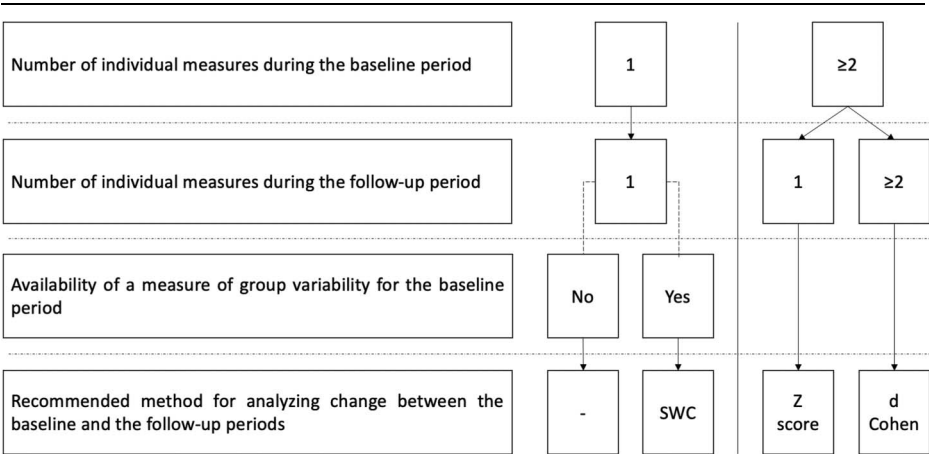 Number of individual measures during the baseline period
1
≥2
Number of individual measures during the follow-up period
1
1
≥2
Availability of a measure of group variability for the baseline
period
No
Yes
Recommended method for analyzing change between the
baseline and the follow-up periods
-
SWC
Z
score
d
Cohen